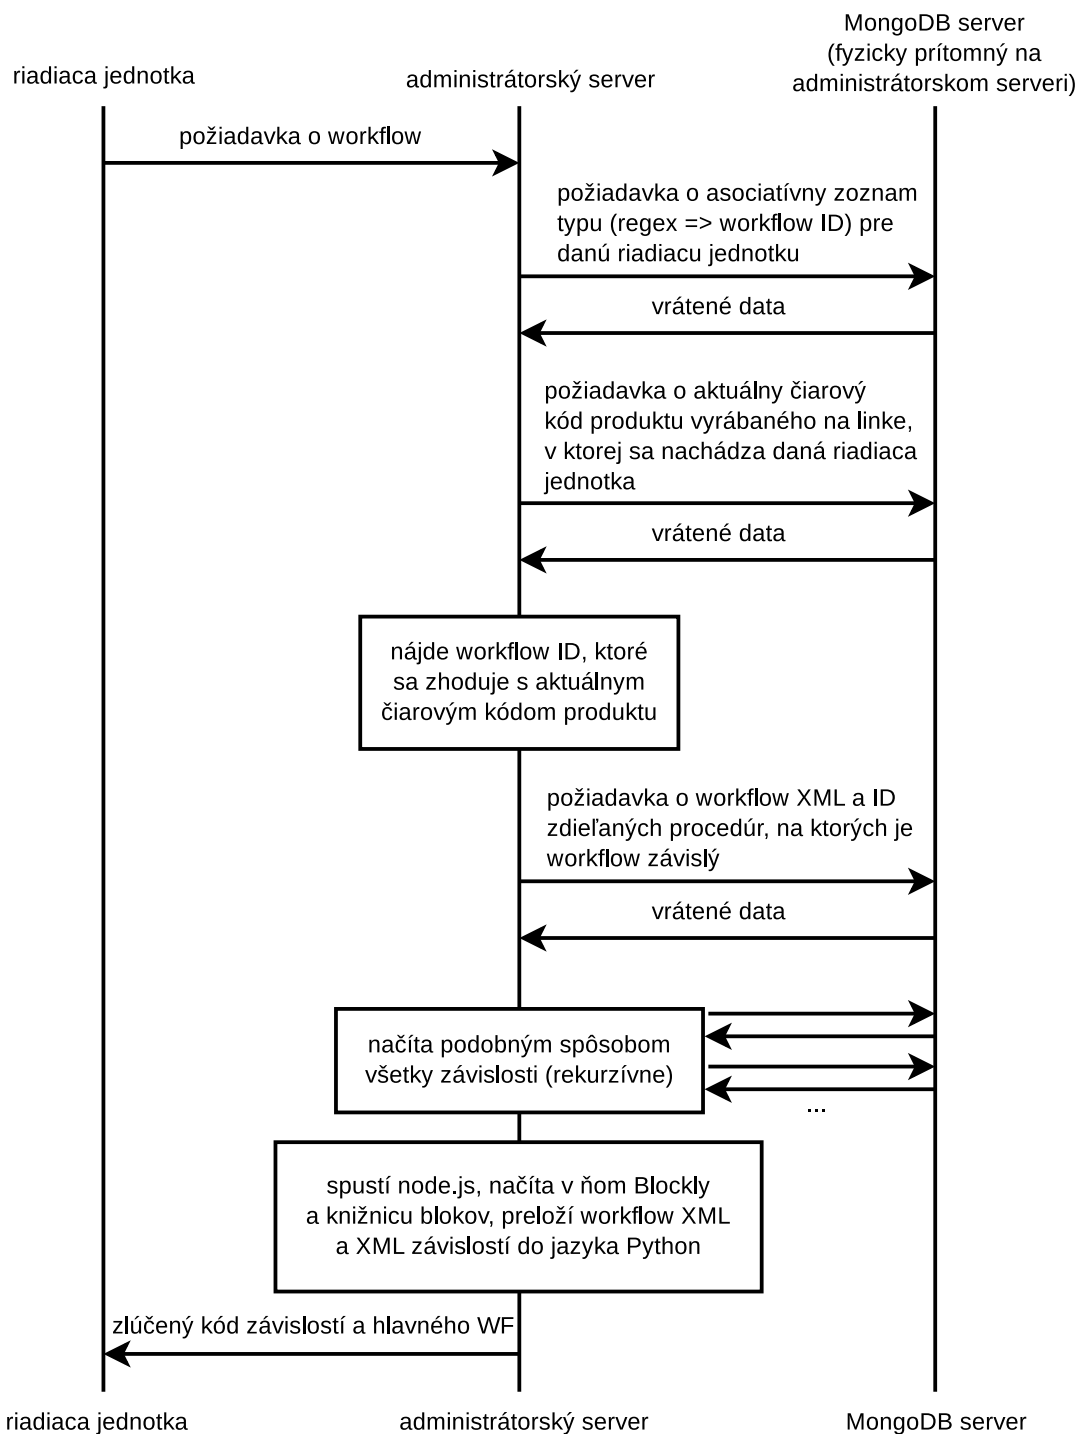 riadiaca jednotka
administrátorský server
MongoDB server
(fyzicky prítomný na
administrátorskom serveri)
požiadavka o workflow
požiadavka o asociatívny zoznam
typu (regex => workflow ID) pre
danú riadiacu jednotku
vrátené data
požiadavka o aktuálny čiarový
kód produktu vyrábaného na linke,
v ktorej sa nachádza daná riadiaca
jednotka
vrátené data
nájde workflow ID, ktoré
sa zhoduje s aktuálnym
čiarovým kódom produktu
požiadavka o workflow XML a ID
zdieľaných procedúr, na ktorých je
workflow závislý
vrátené data
načíta podobným spôsobom
všetky závislosti (rekurzívne)
...
spustí node.js, načíta v ňom Blockly
a knižnicu blokov, preloží workflow XML
a XML závislostí do jazyka Python
zlúčený kód závislostí a hlavného WF
riadiaca jednotka
administrátorský server
MongoDB server